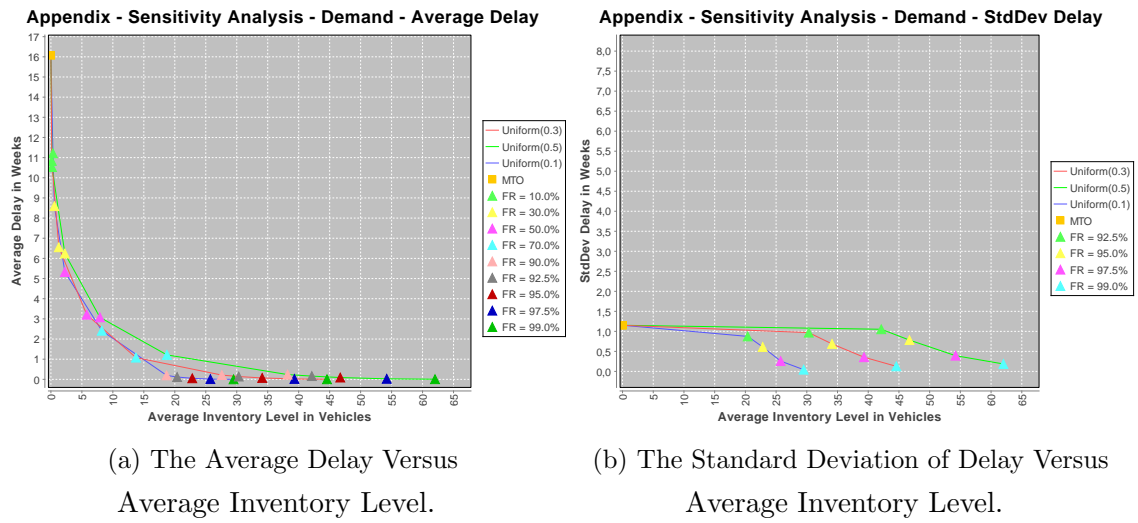 Appendix - Sensitivity Analysis - Demand - Average Delay
17
16
15
14
13
12
11
10
9
8
7
6
5
4
3
2
1
0
Average Delay in Weeks
0
5
10
15
20
25
30
35
40
45
50
55
60
65
Average Inventory Level in Vehicles
Uniform(0.3)
Uniform(0.5)
Uniform(0.1)
MTO
FR = 10.0%
FR = 30.0%
FR = 50.0%
FR = 70.0%
FR = 90.0%
FR = 92.5%
FR = 95.0%
FR = 97.5%
FR = 99.0%
(a) The Average Delay Versus
Average Inventory Level.
Appendix - Sensitivity Analysis - Demand - StdDev Delay
8,0
7,5
7,0
6,5
6,0
5,5
5,0
4,5
4,0
3,5
3,0
2,5
2,0
1,5
1,0
0,5
0,0
StdDev Delay in Weeks
0
5
10
15
20
25
30
35
40
45
50
55
60
65
Average Inventory Level in Vehicles
Uniform(0.3)
Uniform(0.5)
Uniform(0.1)
MTO
FR = 92.5%
FR = 95.0%
FR = 97.5%
FR = 99.0%
(b) The Standard Deviation of Delay Versus
Average Inventory Level.